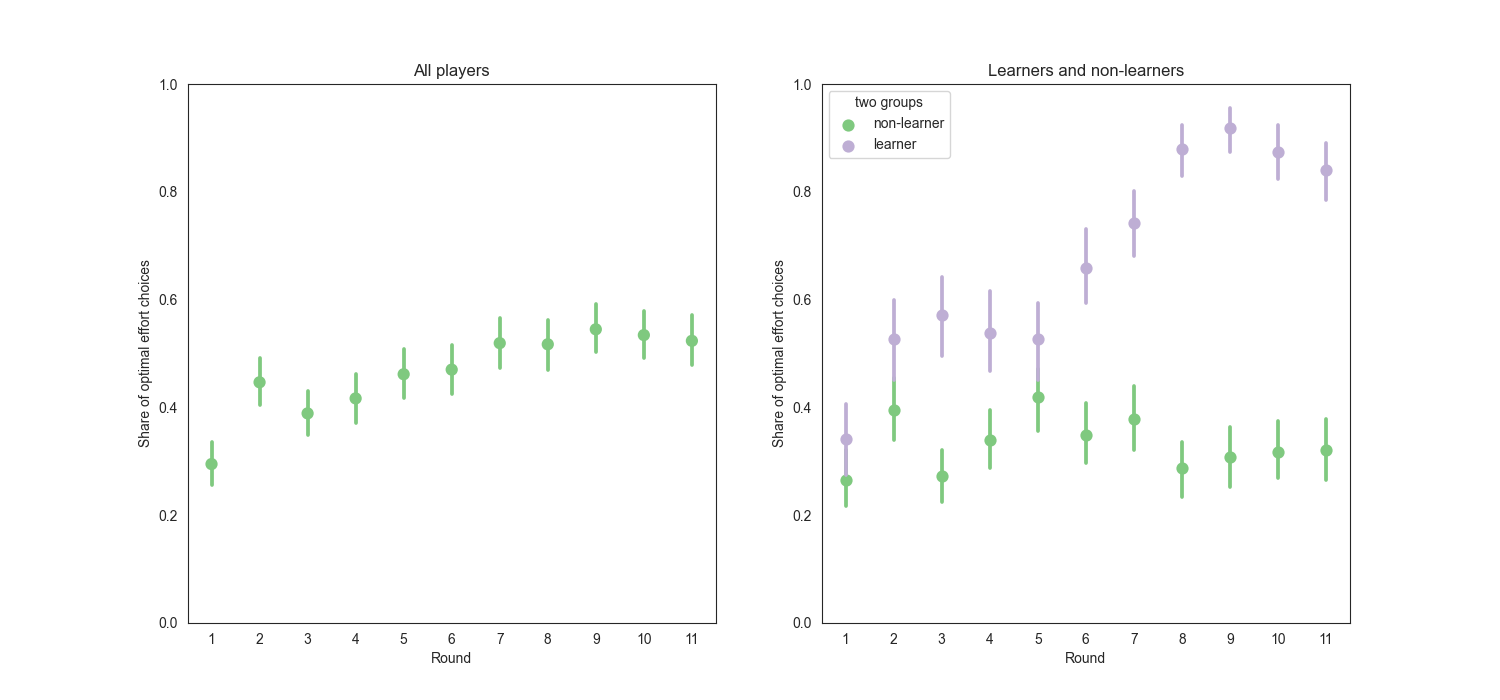 All players
Share of optimal effort choices
1.0
0.8
0.6
0.4
0.2
0.0
1 2 3 4 5 6 7 8 9 10 11
Round
Learners and non-learners
two groups
non-learner
learner
Share of optimal effort choices
1.0
0.8
0.6
0.4
0.2
0.0
1 2 3 4 5 6 7 8 9 10 11
Round